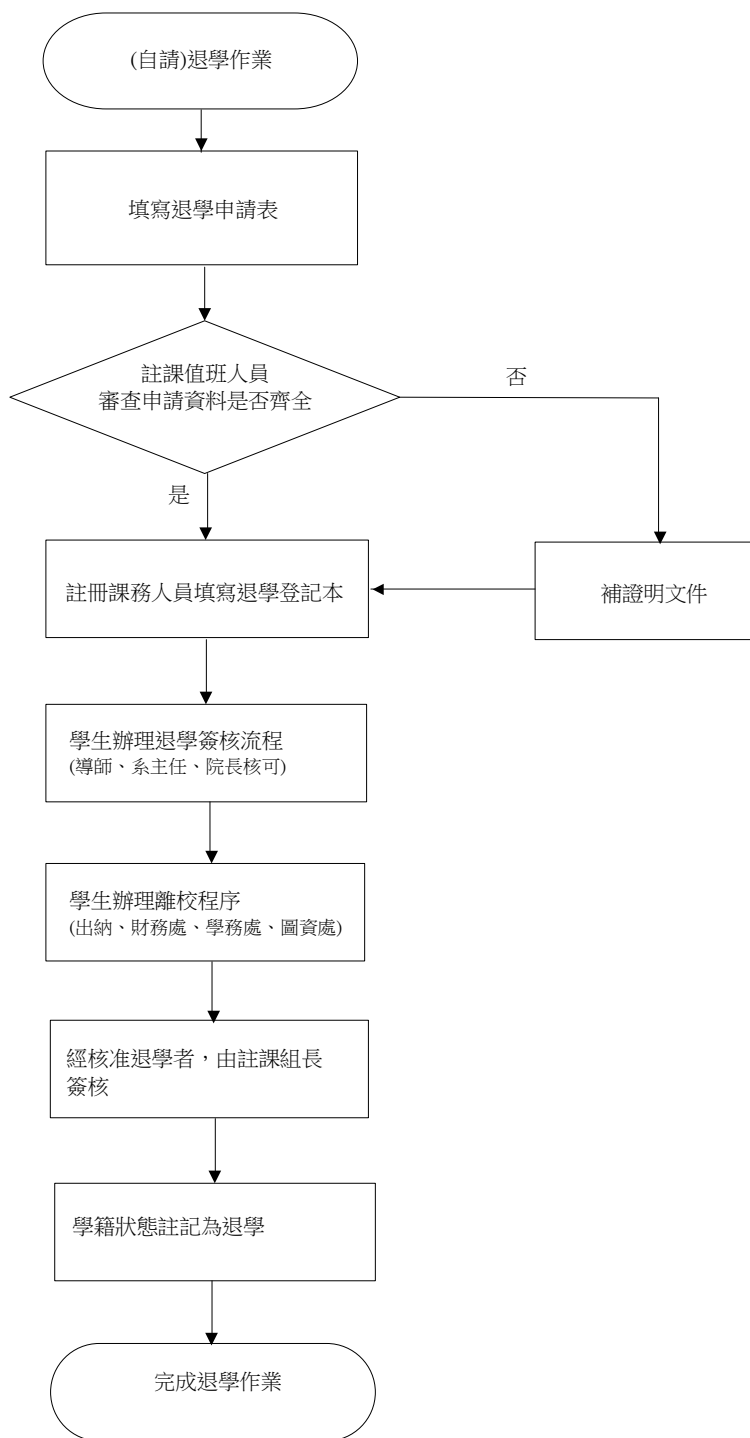 (自請)退學作業
填寫退學申請表
註課值班人員
審查申請資料是否齊全
否
是
註冊課務人員填寫退學登記本
補證明文件
學生辦理退學簽核流程
(導師、系主任、院長核可)
學生辦理離校程序
(出納、財務處、學務處、圖資處)
經核准退學者，由註課組長
簽核
學籍狀態註記為退學
完成退學作業